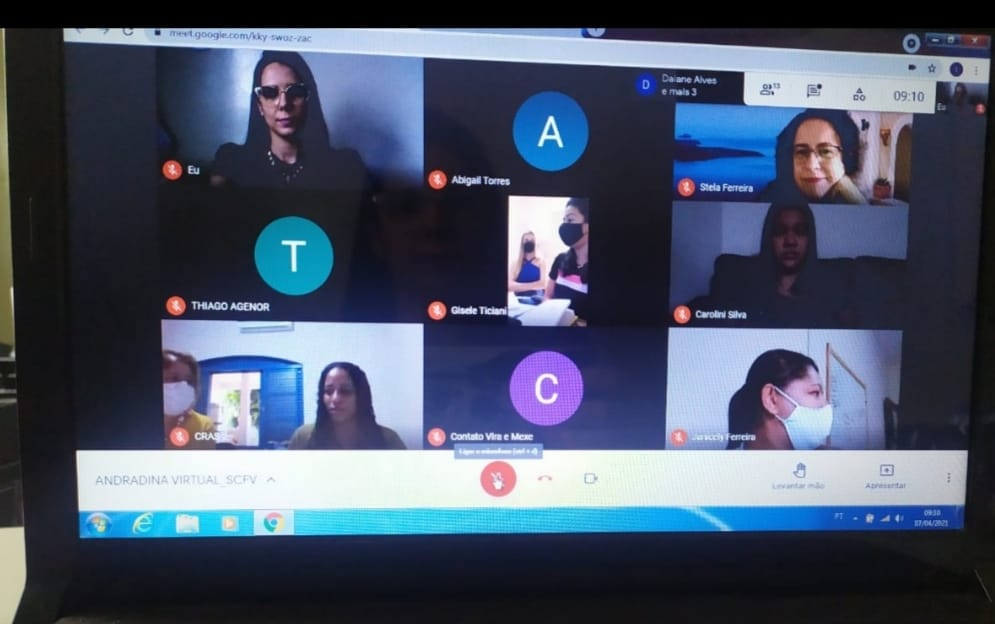 meet.google.com/kky-swoz-zac
D
Daiane Alves
e mais 3
13
09:10
Eu
Eu
A
Abigail Torres
Stela Ferreira
T
THIAGO AGENOR
Gisele Ticiani
Carolini Silva
CRAS
C
Contato Vira e Mexe
Janicely Ferreira
Ligar o microfone (ctrl + d)
ANDRADINA VIRTUAL_SCFV
Levantar mão
Apresentar
PT
09:10
07/04/2021